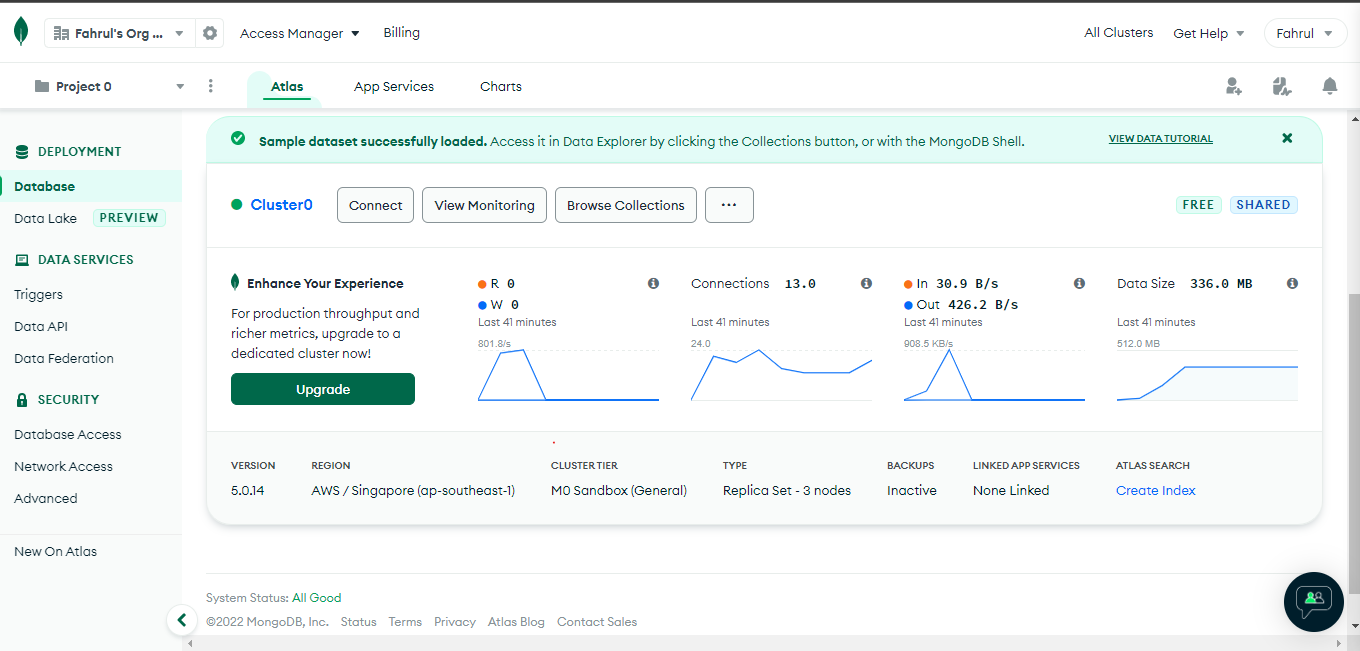 Fahrul's Org ...
Access Manager
Billing
All Clusters
Get Help
Fahrul
Project 0
Atlas
App Services
Charts
DEPLOYMENT
Database
Data Lake PREVIEW
DATA SERVICES
Triggers
Data API
Data Federation
SECURITY
Database Access
Network Access
Advanced
New On Atlas
Sample dataset successfully loaded. Access it in Data Explorer by clicking the Collections button, or with the MongoDB Shell.
VIEW DATA TUTORIAL
Cluster0
Connect
View Monitoring
Browse Collections
...
FREE
SHARED
Enhance Your Experience
For production throughput and
richer metrics, upgrade to a
dedicated cluster now!
Upgrade
R 0
W 0
Last 41 minutes
801.8/s
Connections 13.0
Last 41 minutes
24.0
In 30.9 B/s
Out 426.2 B/s
Last 41 minutes
908.5 KB/s
Data Size 336.0 MB
Last 41 minutes
512.0 MB
VERSION
5.0.14
REGION
AWS / Singapore (ap-southeast-1)
CLUSTER TIER
M0 Sandbox (General)
TYPE
Replica Set - 3 nodes
BACKUPS
Inactive
LINKED APP SERVICES
None Linked
ATLAS SEARCH
Create Index
System Status: All Good
©2022 MongoDB, Inc.
Status
Terms
Privacy
Atlas Blog
Contact Sales